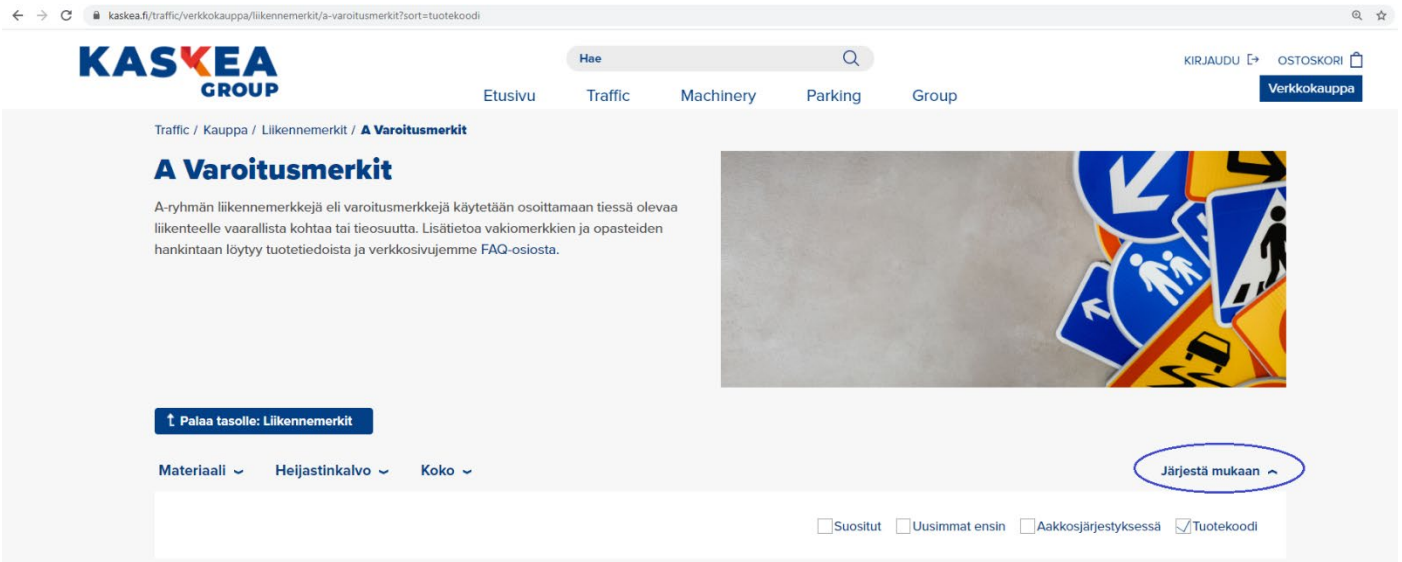 kaskea.fi/traffic/verkkokauppa/liikennemerkit/a-varoitusmerkit?sort=tuotekoodi
KASKEA
GROUP
Hae
KIRJAUDU
OSTOSKORI
Verkkokauppa
Etusivu Traffic Machinery Parking Group
Traffic / Kauppa / Liikennemerkit / A Varoitusmerkit
A Varoitusmerkit
A-ryhmän liikennemerkkejä eli varoitusmerkkejä käytetään osoittamaan tiessä olevaa
liikenteelle vaarallista kohtaa tai tieosuutta. Lisätietoa vakiomerkkien ja opasteiden
hankintaan löytyy tuotetiedoista ja verkkosivujemme FAQ-osiosta.
Palaa tasolle: Liikennemerkit
Materiaali Heijastinkalvo Koko Järjestä mukaan
Suositut Uusimmat ensin Aakkosjärjestyksessä Tuotekoodi